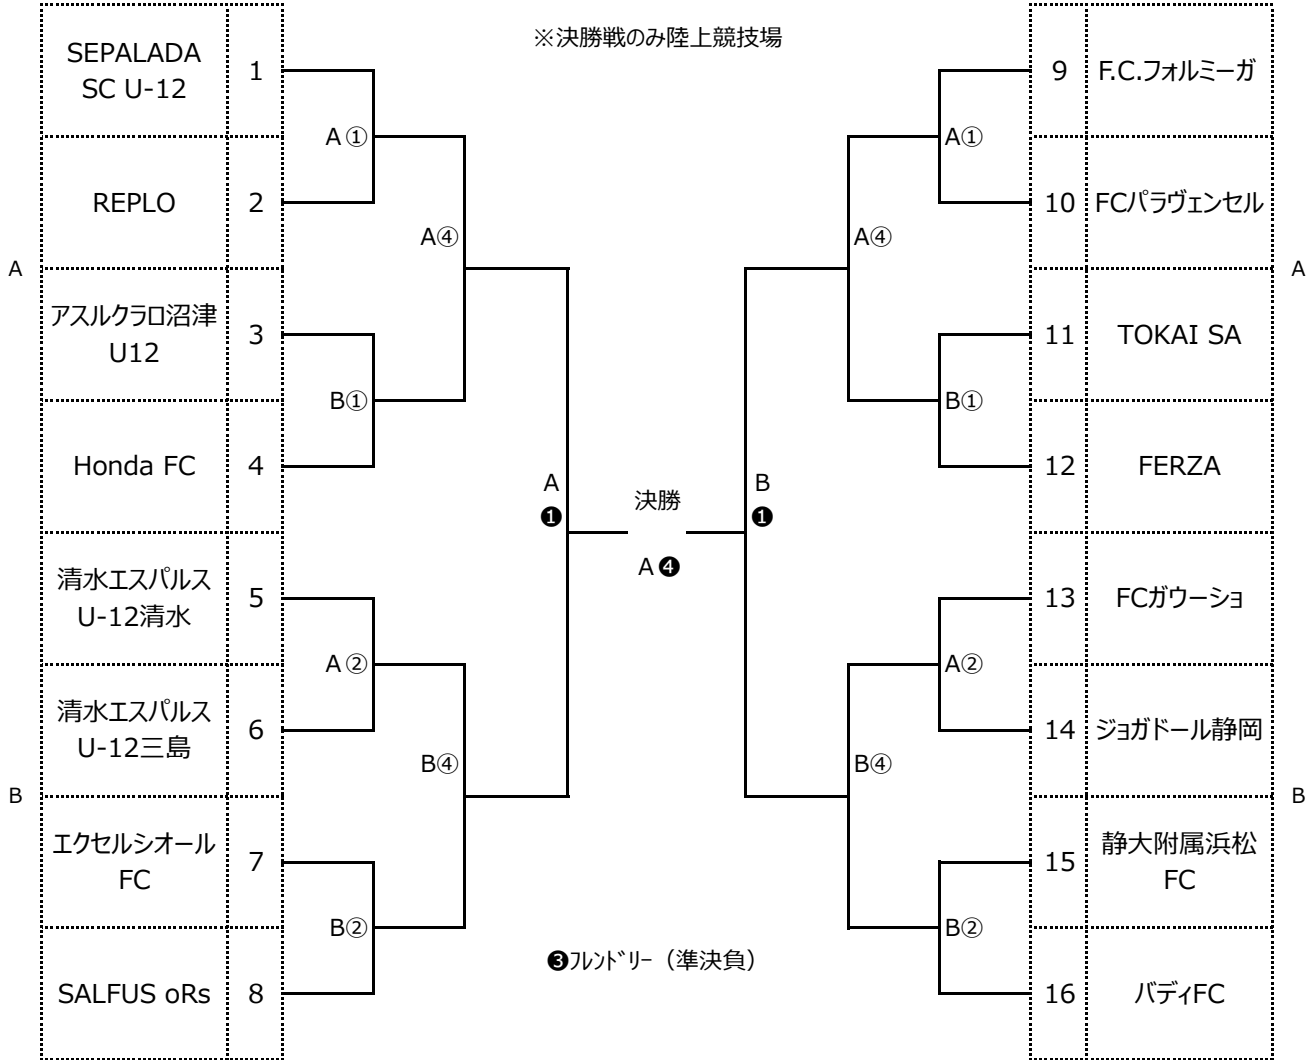 ※決勝戦のみ陸上競技場
SEPALADA
SC U-12
1
REPLO
2
アスルクラロ沼津
U12
3
Honda FC
4
清水エスパルス
U-12清水
5
清水エスパルス
U-12三島
6
エクセルシオール
FC
7
SALFUS oRs
8
A
B
A①
B①
A②
B②
A④
B④
A
❶
決勝
A❹
B
❶
❸フレンドリー（準決負）
A④
B④
A①
B①
A②
B②
9
F.C.フォルミーガ
10
FCパラヴェンセル
11
TOKAI SA
12
FERZA
13
FCガウーショ
14
ジョガドール静岡
15
静大附属浜松
FC
16
バディFC
A
B